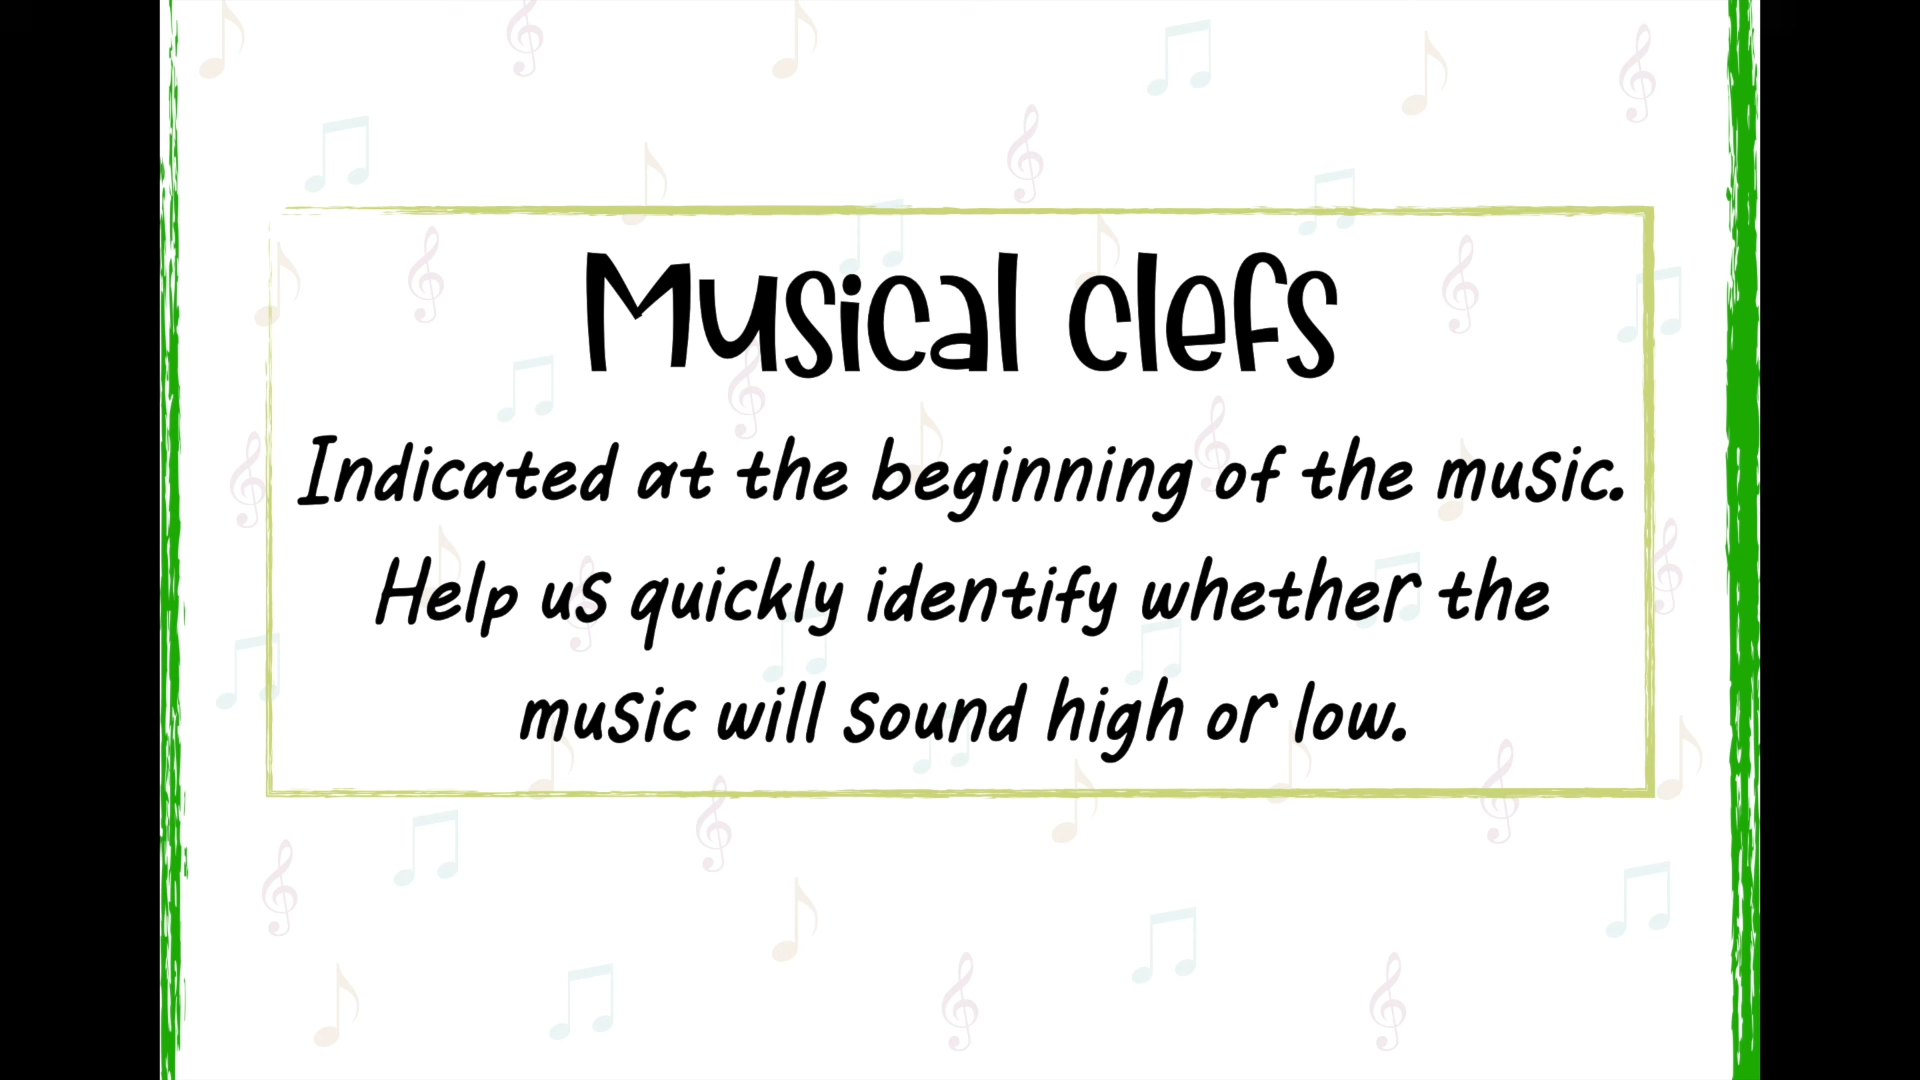 Musical clefs
Indicated at the beginning of the music.
Help us quickly identify whether the
music will sound high or low.